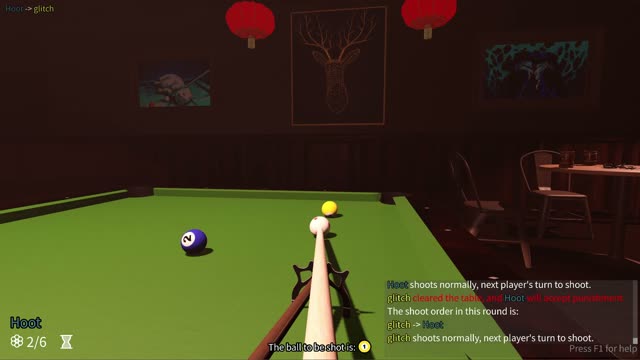 Hoot -> glitch
2
Hoot shoots normally, next player's turn to shoot.
glitch cleared the table, and Hoot will accept punishment.
The shoot order in this round is:
glitch -> Hoot
glitch shoots normally, next player's turn to shoot.
Hoot
2/6
The ball to be shot is: 1
Press F1 for help